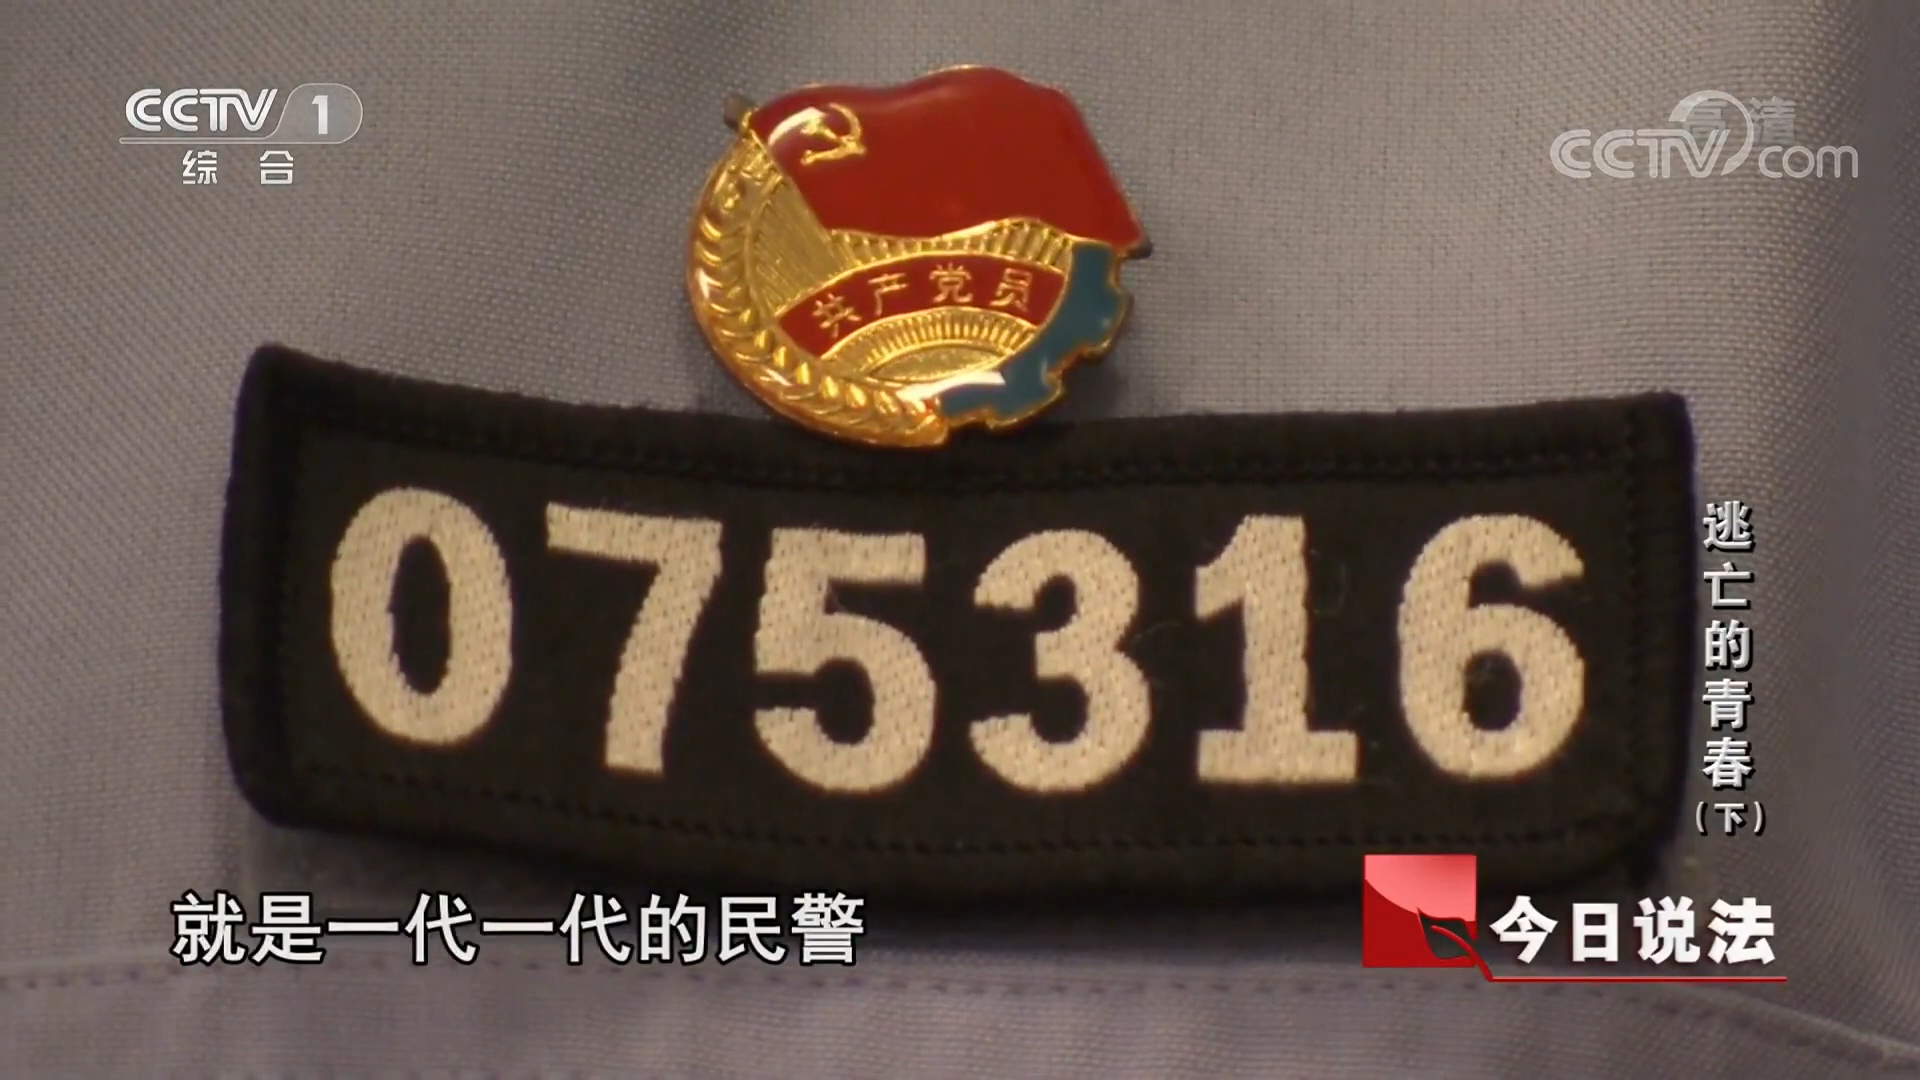 CCTV 1
综 合
高清
CCTV.com
共产党员
075316
逃亡的青春(下)
就是一代一代的民警
今日说法